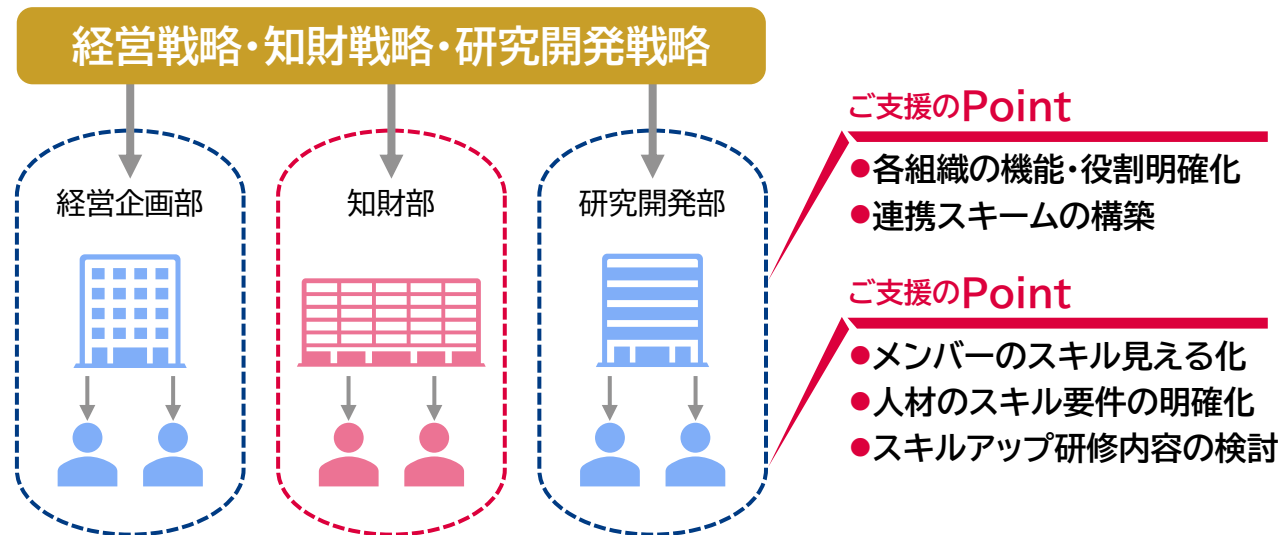 経営戦略・知財戦略・研究開発戦略
経営企画部
知財部
研究開発部
ご支援のPoint
●各組織の機能・役割明確化
●連携スキームの構築
ご支援のPoint
●メンバーのスキル見える化
●人材のスキル要件の明確化
●スキルアップ研修内容の検討